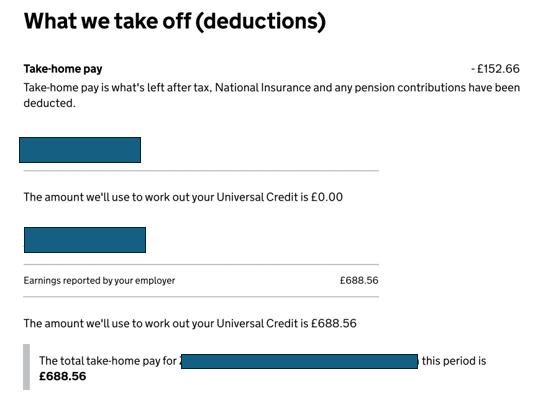 What we take off (deductions)
Take-home pay - £152.66
Take-home pay is what's left after tax, National Insurance and any pension contributions have been
deducted.
The amount we'll use to work out your Universal Credit is £0.00
Earnings reported by your employer £688.56
The amount we'll use to work out your Universal Credit is £688.56
The total take-home pay for this period is
£688.56